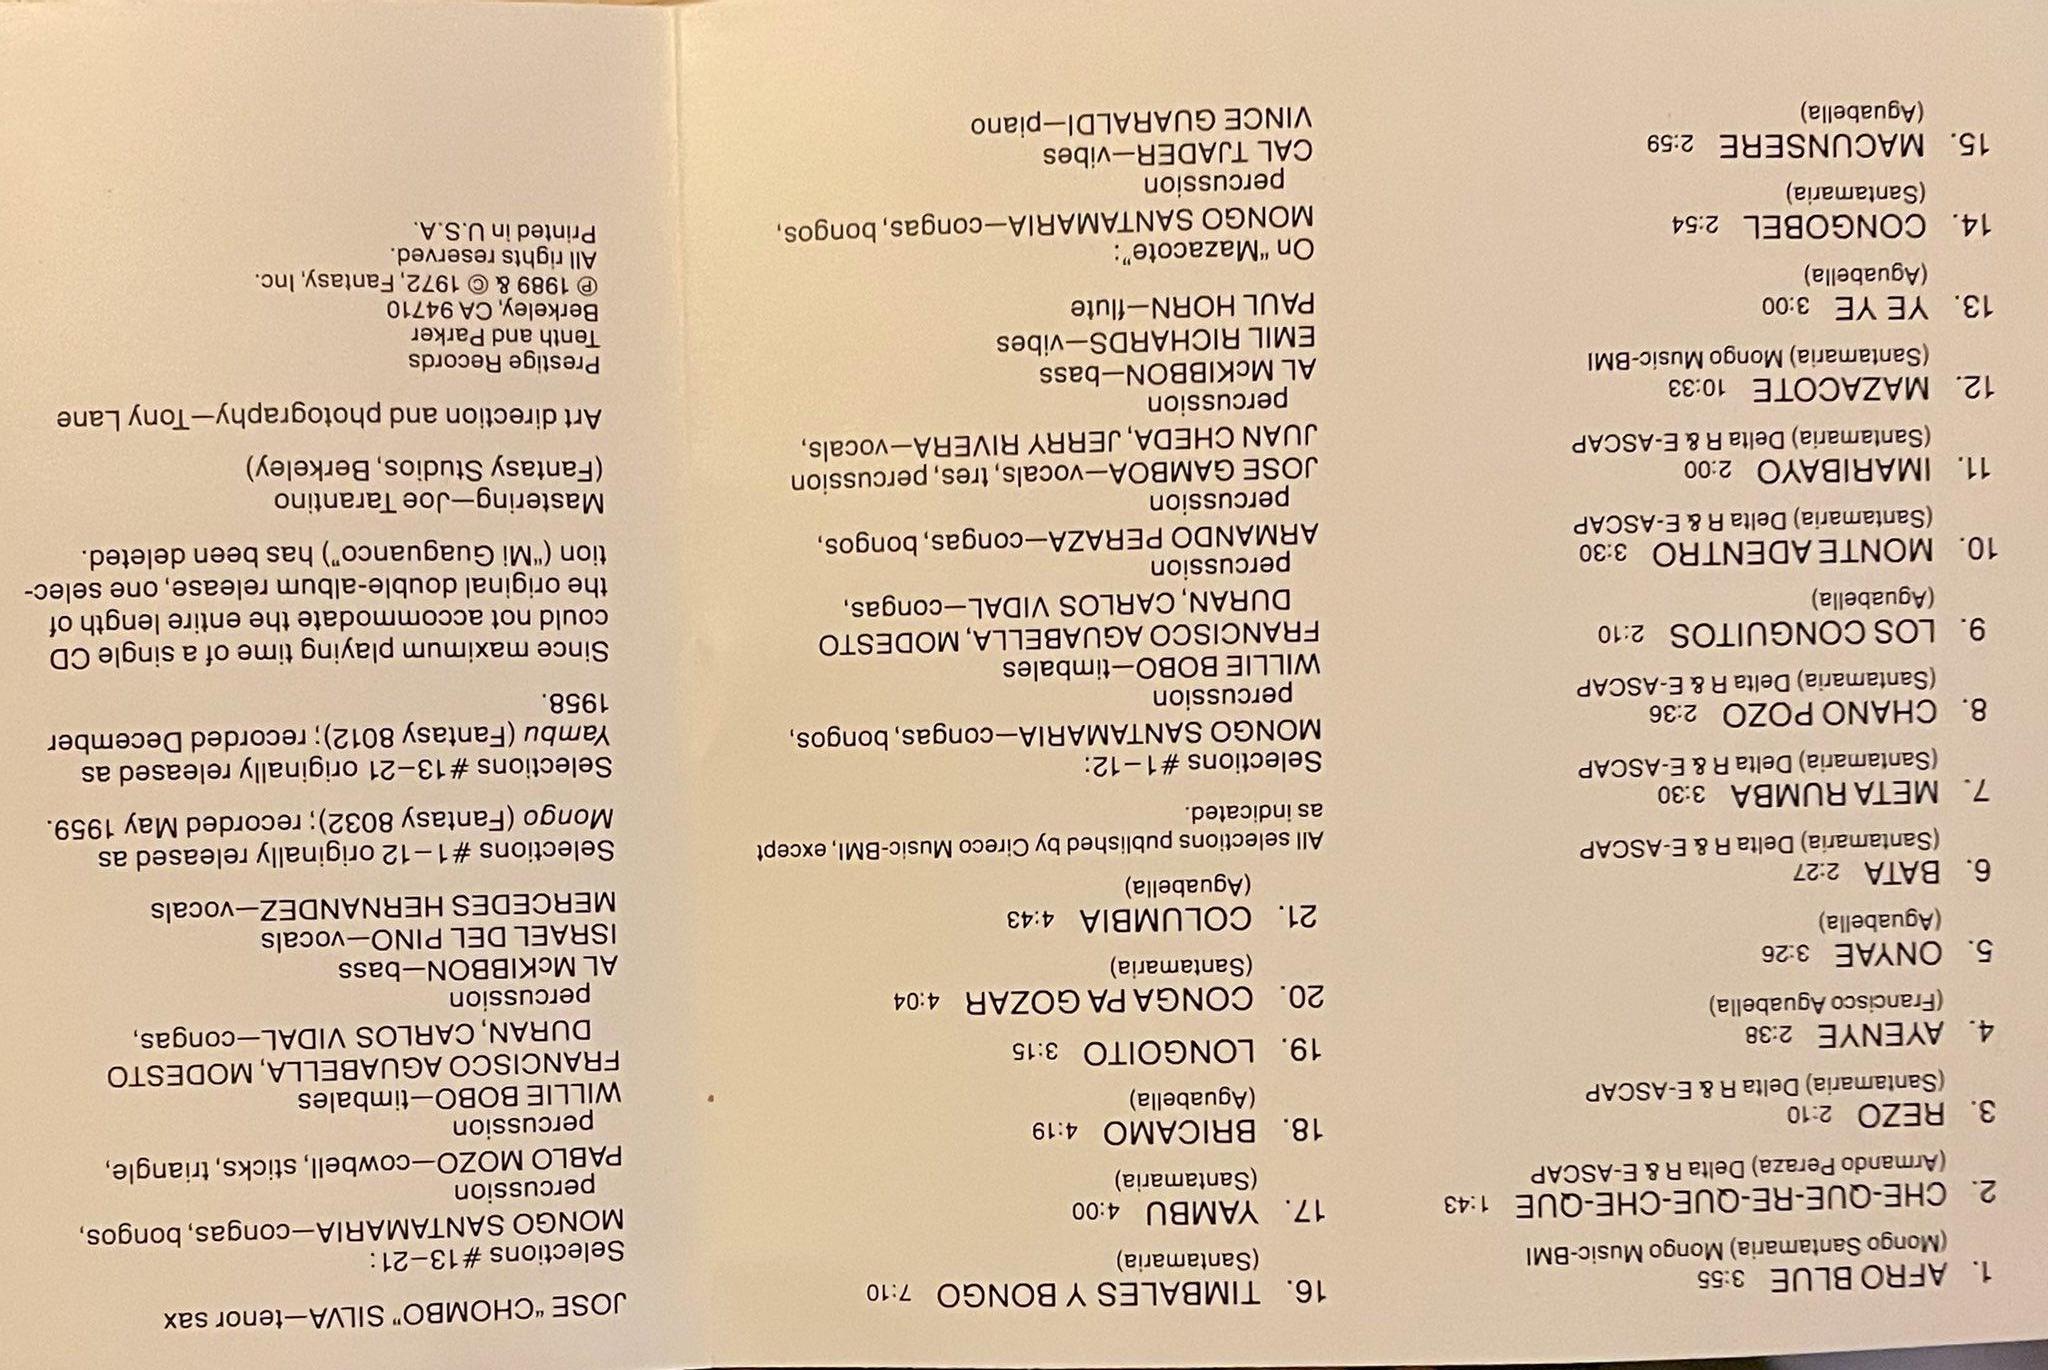 1. AFRO BLUE 3:55
(Mongo Santamaria) Mongo Music-BMI
2. CHE-QUE-RE-QUE-CHE-QUE 1:43
(Armando Peraza) Delta R & E-ASCAP
3. REZO 2:10
(Santamaria) Delta R & E-ASCAP
4. AYENYE 2:38
(Francisco Aguabella)
5. ONYAE 3:26
(Aguabella)
6. BATA 2:27
(Santamaria) Delta R & E-ASCAP
7. META RUMBA 3:30
(Santamaria) Delta R & E-ASCAP
8. CHANO POZO 2:36
(Santamaria) Delta R & E-ASCAP
9. LOS CONGUITOS 2:10
(Aguabella)
10. MONTE ADENTRO 3:30
(Santamaria) Delta R & E-ASCAP
11. IMARIBAYO 2:00
(Santamaria) Delta R & E-ASCAP
12. MAZACOTE 10:33
(Santamaria) Mongo Music-BMI
13. YE YE 3:00
(Aguabella)
14. CONGOBEL 2:54
(Santamaria)
15. MACUNSERE 2:59
(Aguabella)
16. TIMBALES Y BONGO 7:10
(Santamaria)
17. YAMBU 4:00
(Santamaria)
18. BRICAMO 4:19
(Aguabella)
19. LONGOITO 3:15
20. CONGA PA GOZAR 4:04
(Santamaria)
21. COLUMBIA 4:43
(Aguabella)
All selections published by Cireco Music-BMI, except
as indicated.
Selections #1–12:
MONGO SANTAMARIA—congas, bongos,
percussion
WILLIE BOBO—timbales
FRANCISCO AGUABELLA, MODESTO
DURAN, CARLOS VIDAL—congas,
percussion
ARMANDO PERAZA—congas, bongos,
percussion
JOSE GAMBOA—vocals, tres, percussion
JUAN CHEDA, JERRY RIVERA—vocals,
percussion
AL McKIBBON—bass
EMIL RICHARDS—vibes
PAUL HORN—flute
On "Mazacote":
MONGO SANTAMARIA—congas, bongos,
percussion
CAL TJADER—vibes
VINCE GUARALDI—piano
JOSE "CHOMBO" SILVA—tenor sax
Selections #13–21:
MONGO SANTAMARIA—congas, bongos,
percussion
PABLO MOZO—cowbell, sticks, triangle,
percussion
WILLIE BOBO—timbales
FRANCISCO AGUABELLA, MODESTO
DURAN, CARLOS VIDAL—congas,
percussion
AL McKIBBON—bass
ISRAEL DEL PINO—vocals
MERCEDES HERNANDEZ—vocals
Selections #1–12 originally released as
Mongo (Fantasy 8032); recorded May 1959.
Selections #13–21 originally released as
Yambu (Fantasy 8012); recorded December
1958.
Since maximum playing time of a single CD
could not accommodate the entire length of
the original double-album release, one selec-
tion ("Mi Guaguanco") has been deleted.
Mastering—Joe Tarantino
(Fantasy Studios, Berkeley)
Art direction and photography—Tony Lane
Prestige Records
Tenth and Parker
Berkeley, CA 94710
℗ 1989 & © 1972, Fantasy, Inc.
All rights reserved.
Printed in U.S.A.